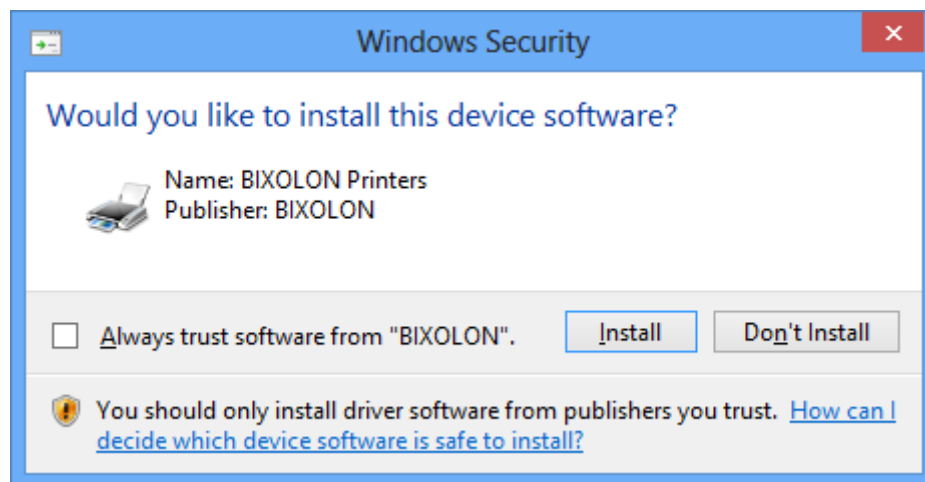 Windows Security
Would you like to install this device software?
Name: BIXOLON Printers
Publisher: BIXOLON
Always trust software from "BIXOLON".
Install
Don't Install
You should only install driver software from publishers you trust. How can I
decide which device software is safe to install?